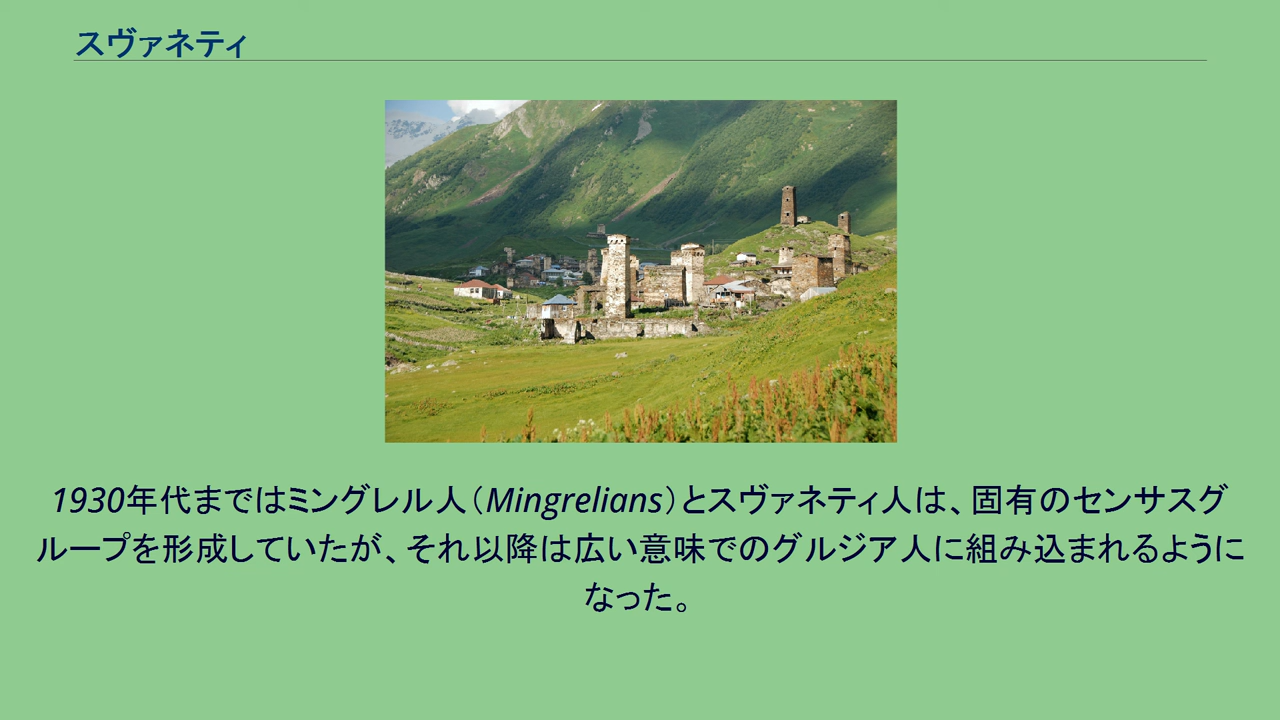 スヴァネティ
1930年代まではミングレル人（Mingrelians）とスヴァネティ人は、固有のセンサスグ
ループを形成していたが、それ以降は広い意味でのグルジア人に組み込まれるように
なった。